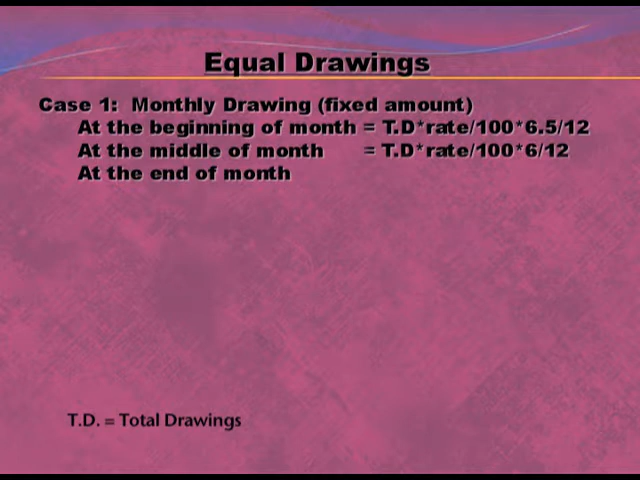 Equal Drawings
Case 1: Monthly Drawing (fixed amount)
At the beginning of month = T.D*rate/100*6.5/12
At the middle of month = T.D*rate/100*6/12
At the end of month
T.D. = Total Drawings